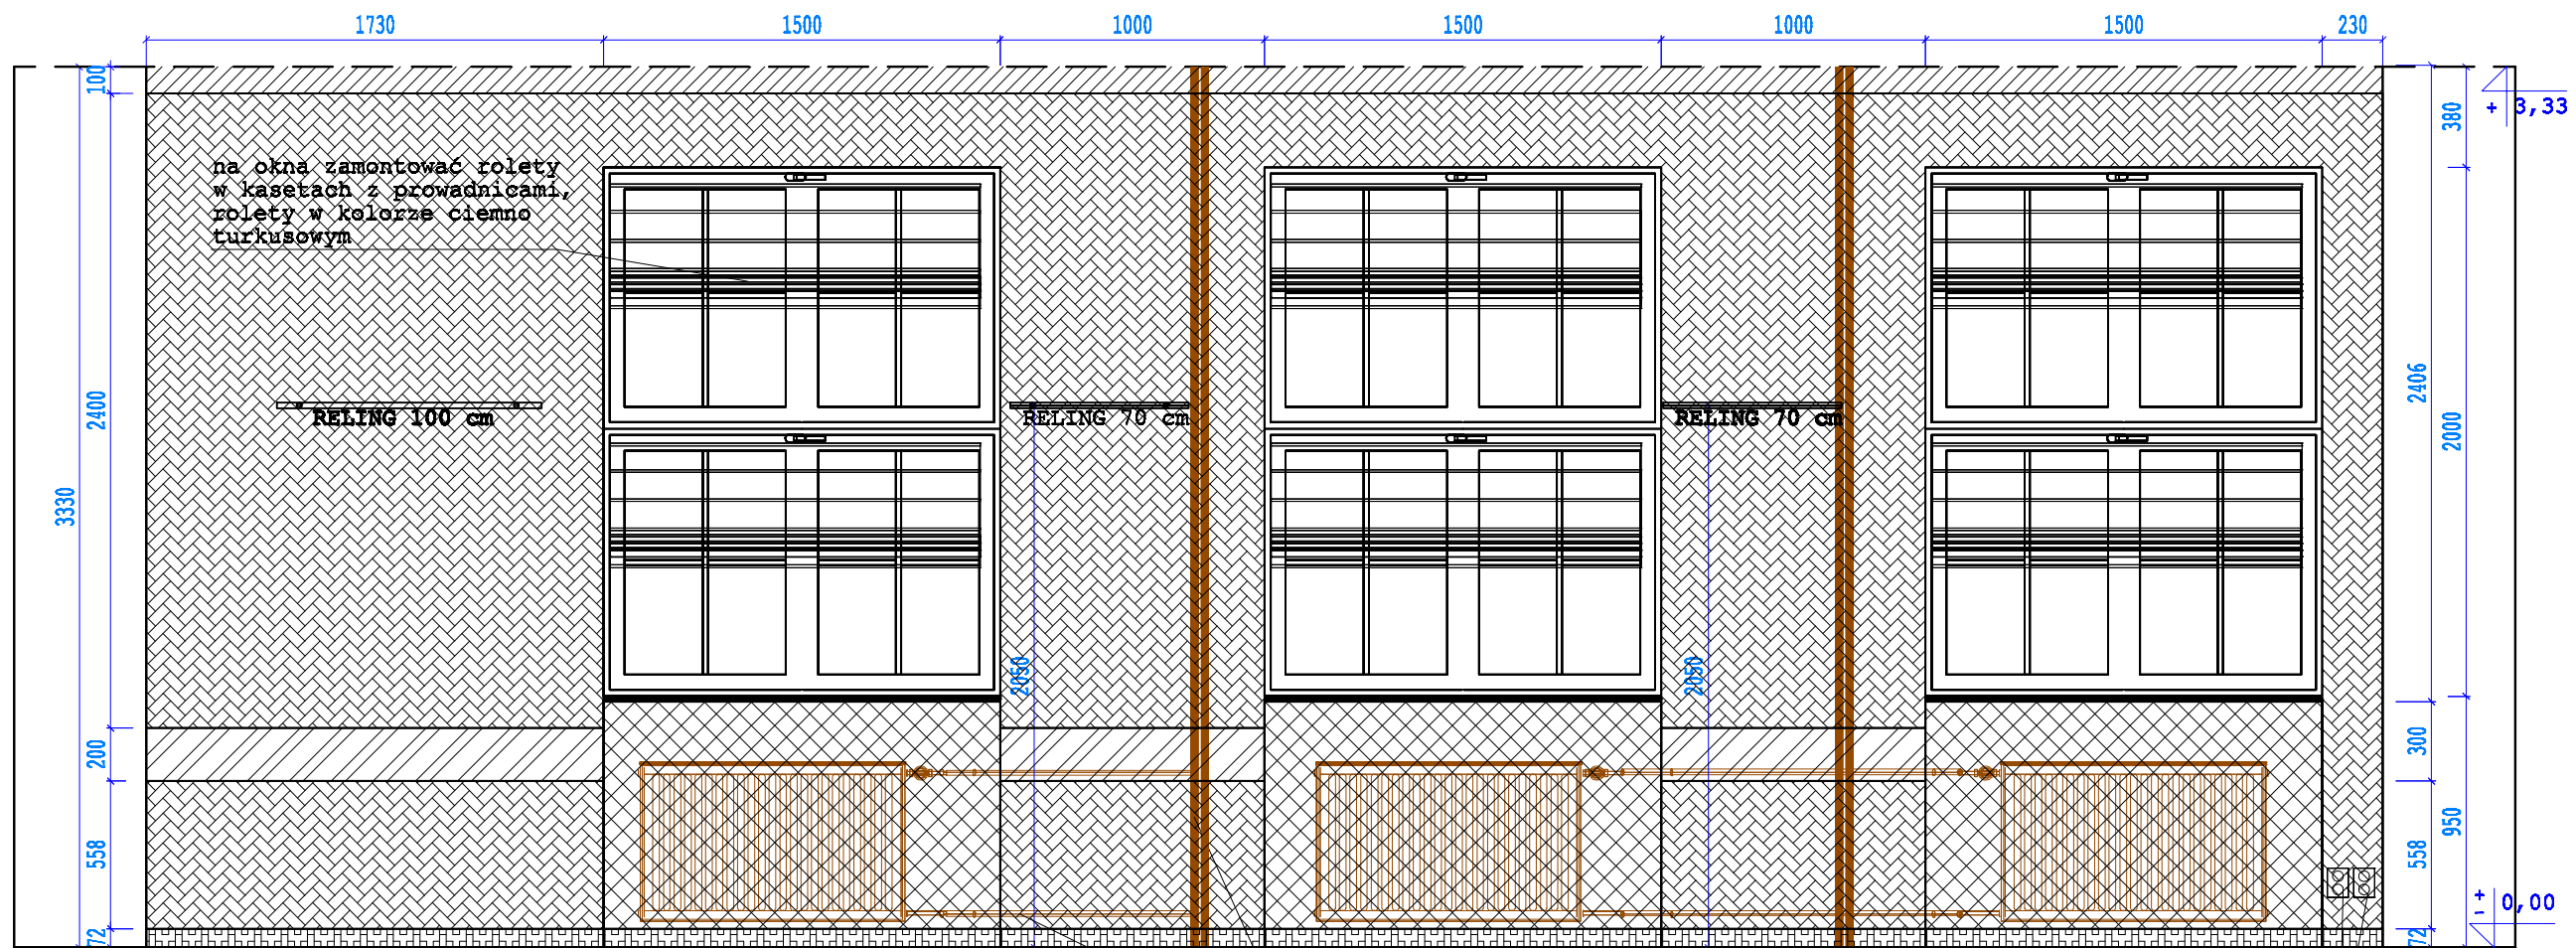 1730 1500 1000 1500 1000 1500 230
100
380
+ 3,33
na okna zamontować rolety
w kasetach z prowadnicami,
rolety w kolorze ciemno
turkusowym
2400
2406
2000
RELING 100 cm
RELING 70 cm
RELING 70 cm
3330
2050
2050
200
300
558
950
558
± 0,00
72
72